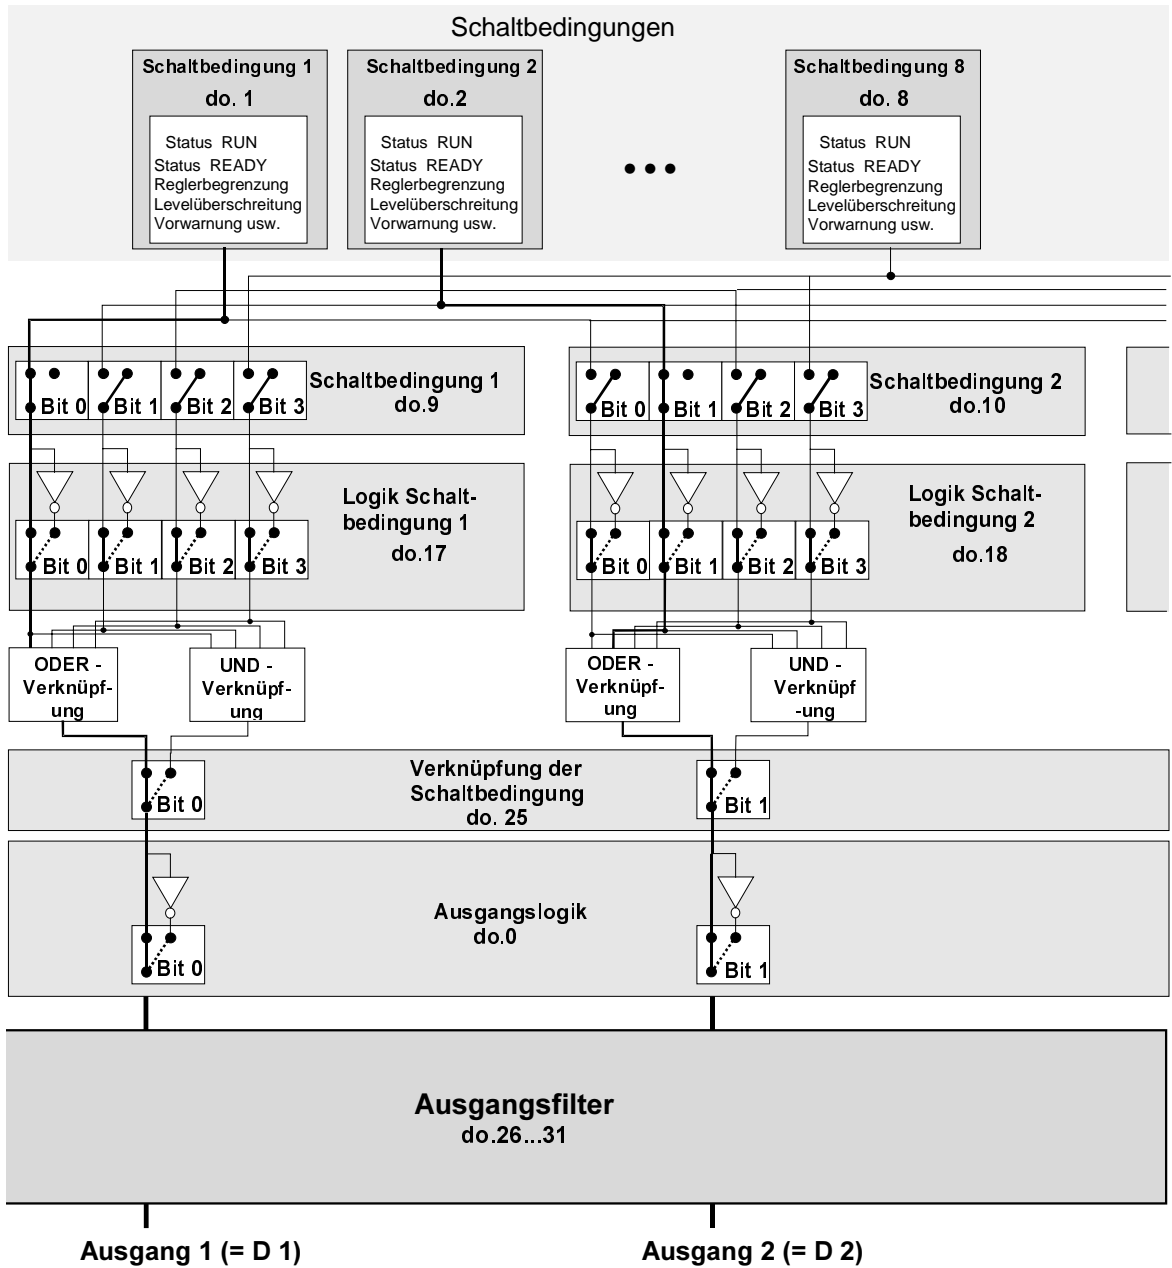 Schaltbedingungen
Schaltbedingung 1
do. 1
Status RUN
Status READY
Reglerbegrenzung
Levelüberschreitung
Vorwarnung usw.
Schaltbedingung 2
do.2
Status RUN
Status READY
Reglerbegrenzung
Levelüberschreitung
Vorwarnung usw.
Schaltbedingung 8
do. 8
Status RUN
Status READY
Reglerbegrenzung
Levelüberschreitung
Vorwarnung usw.
Bit 0
Bit 1
Bit 2
Bit 3
Schaltbedingung 1
do.9
Bit 0
Bit 1
Bit 2
Bit 3
Schaltbedingung 2
do.10
Logik Schalt-
bedingung 1
do.17
Bit 0
Bit 1
Bit 2
Bit 3
Logik Schalt-
bedingung 2
do.18
Bit 0
Bit 1
Bit 2
Bit 3
ODER -
Verknüpf-
ung
UND -
Verknüpf-
ung
ODER -
Verknüpf-
ung
UND -
Verknüpf
-ung
Bit 0
Verknüpfung der
Schaltbedingung
do. 25
Bit 1
Ausgangslogik
do.0
Bit 0
Bit 1
Ausgangsfilter
do.26...31
Ausgang 1 (= D 1)
Ausgang 2 (= D 2)